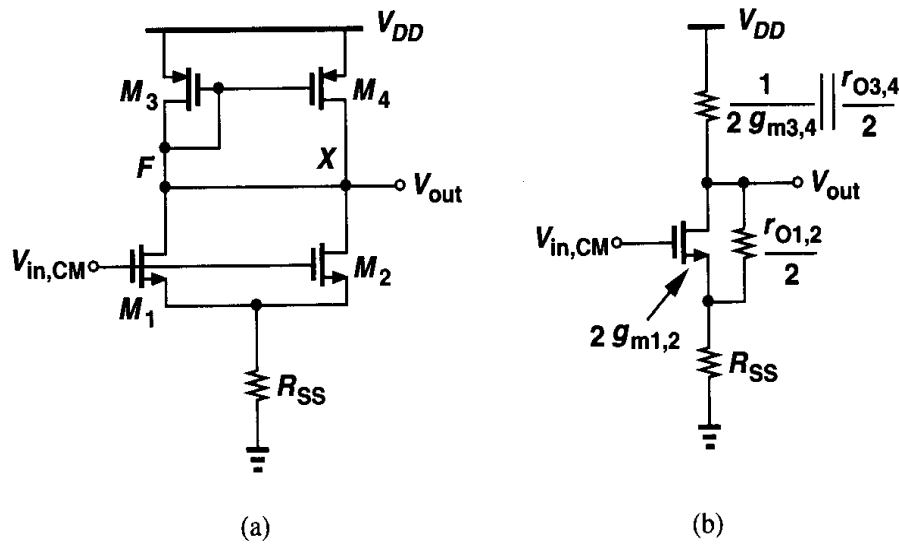 V_DD
M_3
M_4
F
X
V_out
V_in,CM
M_1
M_2
R_SS
(a)
V_DD
1 / 2 g_m3,4 || r_O3,4 / 2
V_out
V_in,CM
r_O1,2 / 2
2 g_m1,2
R_SS
(b)